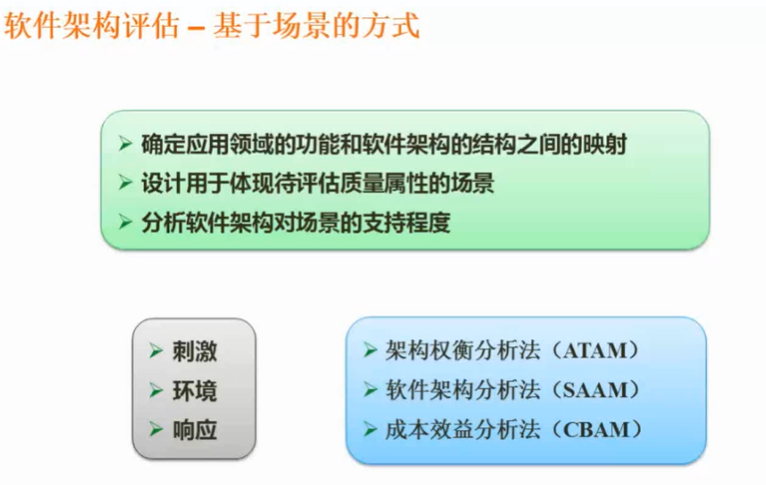 软件架构评估 – 基于场景的方式
➢ 确定应用领域的功能和软件架构的结构之间的映射
➢ 设计用于体现待评估质量属性的场景
➢ 分析软件架构对场景的支持程度
➢ 刺激
➢ 环境
➢ 响应
➢ 架构权衡分析法（ATAM）
➢ 软件架构分析法（SAAM）
➢ 成本效益分析法（CBAM）